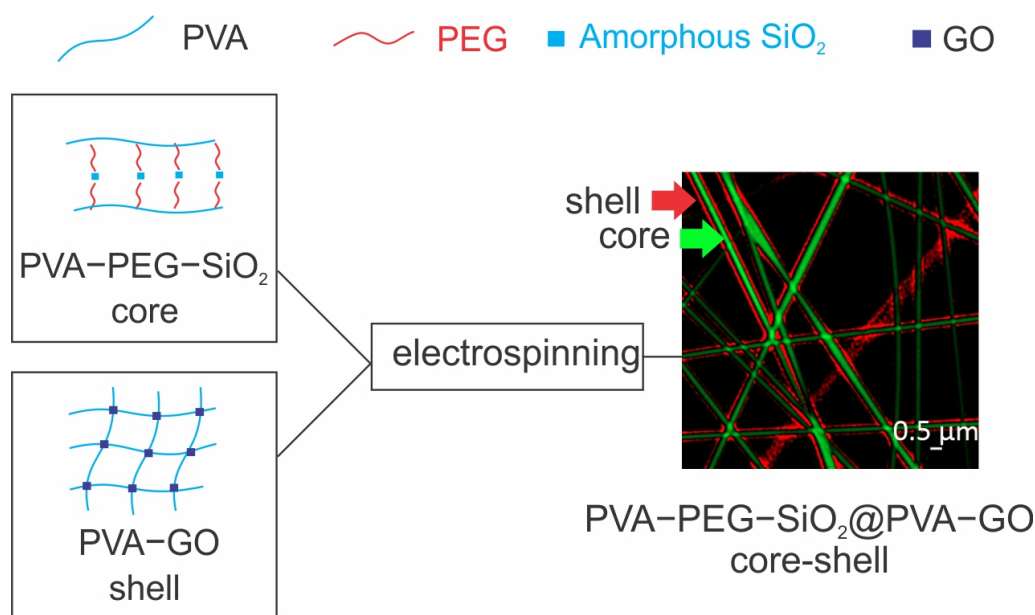 PVA PEG Amorphous SiO₂ GO
PVA−PEG−SiO₂
core
PVA−GO
shell
electrospinning
shell
core
0.5 µm
PVA−PEG−SiO₂@PVA−GO
core-shell